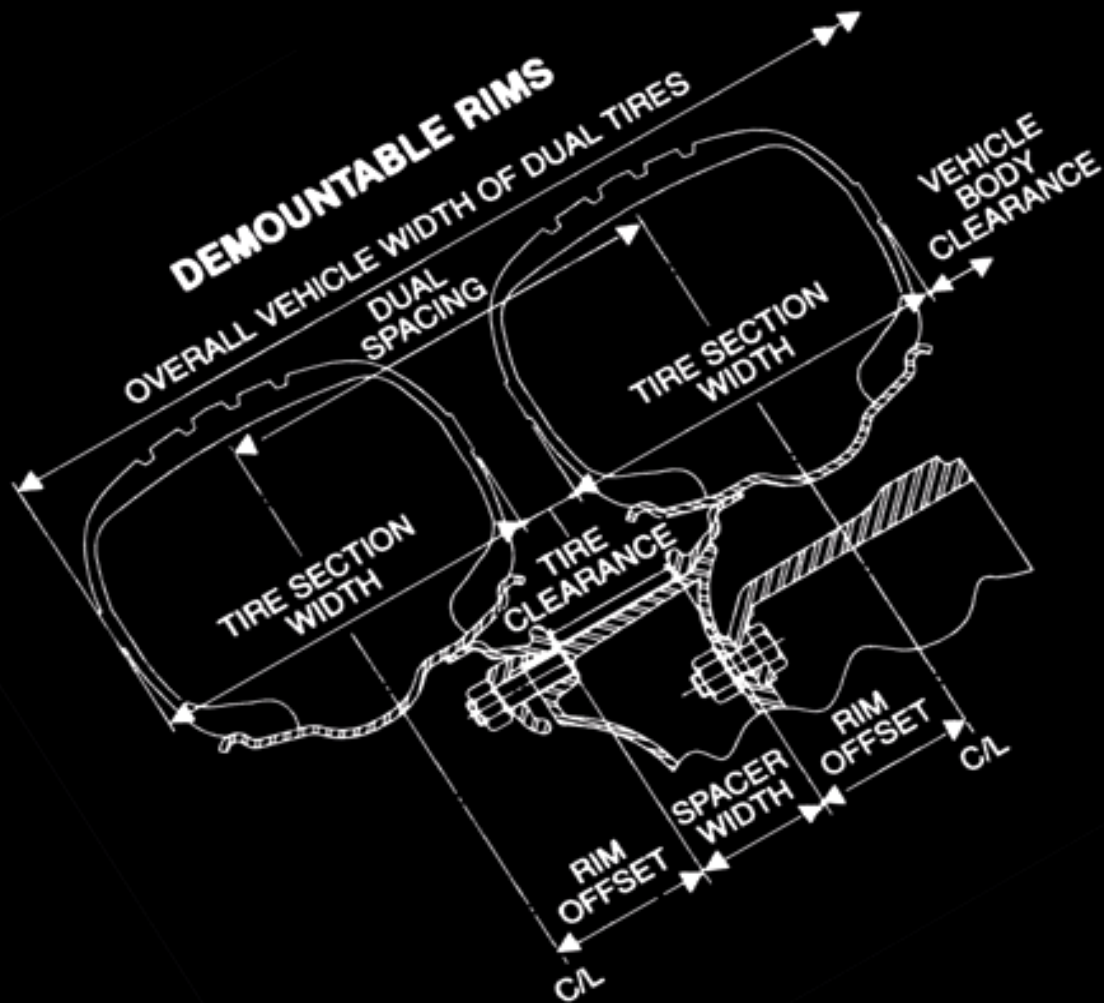 DEMOUNTABLE RIMS
OVERALL VEHICLE WIDTH OF DUAL TIRES
VEHICLE
BODY
CLEARANCE
DUAL
SPACING
TIRE SECTION
WIDTH
TIRE SECTION
WIDTH
TIRE
CLEARANCE
RIM
OFFSET
SPACER
WIDTH
RIM
OFFSET
C/L
C/L